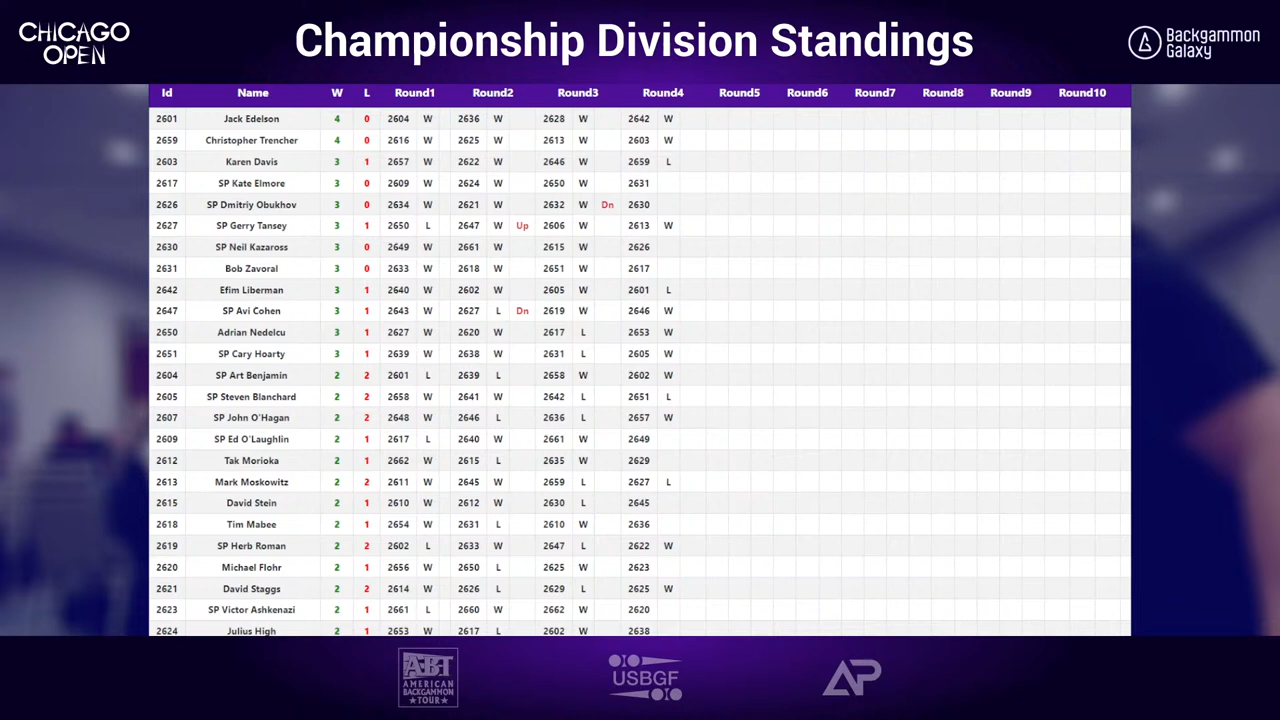 CHICAGO
OPEN
Championship Division Standings
Backgammon
Galaxy
Id Name W L Round1 Round2 Round3 Round4 Round5 Round6 Round7 Round8 Round9 Round10
2601 Jack Edelson 4 0 2604 W 2636 W 2628 W 2642 W
2659 Christopher Trencher 4 0 2616 W 2625 W 2613 W 2603 W
2603 Karen Davis 3 1 2657 W 2622 W 2646 W 2659 L
2617 SP Kate Elmore 3 0 2609 W 2624 W 2650 W 2631
2626 SP Dmitriy Obukhov 3 0 2634 W 2621 W 2632 W Dn 2630
2627 SP Gerry Tansey 3 1 2650 L 2647 W Up 2606 W 2613 W
2630 SP Neil Kazaross 3 0 2649 W 2661 W 2615 W 2626
2631 Bob Zavoral 3 0 2633 W 2618 W 2651 W 2617
2642 Efim Liberman 3 1 2640 W 2602 W 2605 W 2601 L
2647 SP Avi Cohen 3 1 2643 W 2627 L Dn 2619 W 2646 W
2650 Adrian Nedelcu 3 1 2627 W 2620 W 2617 L 2653 W
2651 SP Cary Hoarty 3 1 2639 W 2638 W 2631 L 2605 W
2604 SP Art Benjamin 2 2 2601 L 2639 L 2658 W 2602 W
2605 SP Steven Blanchard 2 2 2658 W 2641 W 2642 L 2651 L
2607 SP John O'Hagan 2 2 2648 W 2646 L 2636 L 2657 W
2609 SP Ed O'Laughlin 2 1 2617 L 2640 W 2661 W 2649
2612 Tak Morioka 2 1 2662 W 2615 L 2635 W 2629
2613 Mark Moskowitz 2 2 2611 W 2645 W 2659 L 2627 L
2615 David Stein 2 1 2610 W 2612 W 2630 L 2645
2618 Tim Mabee 2 1 2654 W 2631 L 2610 W 2636
2619 SP Herb Roman 2 2 2602 L 2633 W 2647 L 2622 W
2620 Michael Flohr 2 1 2656 W 2650 L 2625 W 2623
2621 David Staggs 2 2 2614 W 2626 L 2629 L 2625 W
2623 SP Victor Ashkenazi 2 1 2661 L 2660 W 2662 W 2620
2624 Julius High 2 1 2653 W 2617 L 2602 W 2638
ABT
AMERICAN
BACKGAMMON
TOUR
USBGF
AP